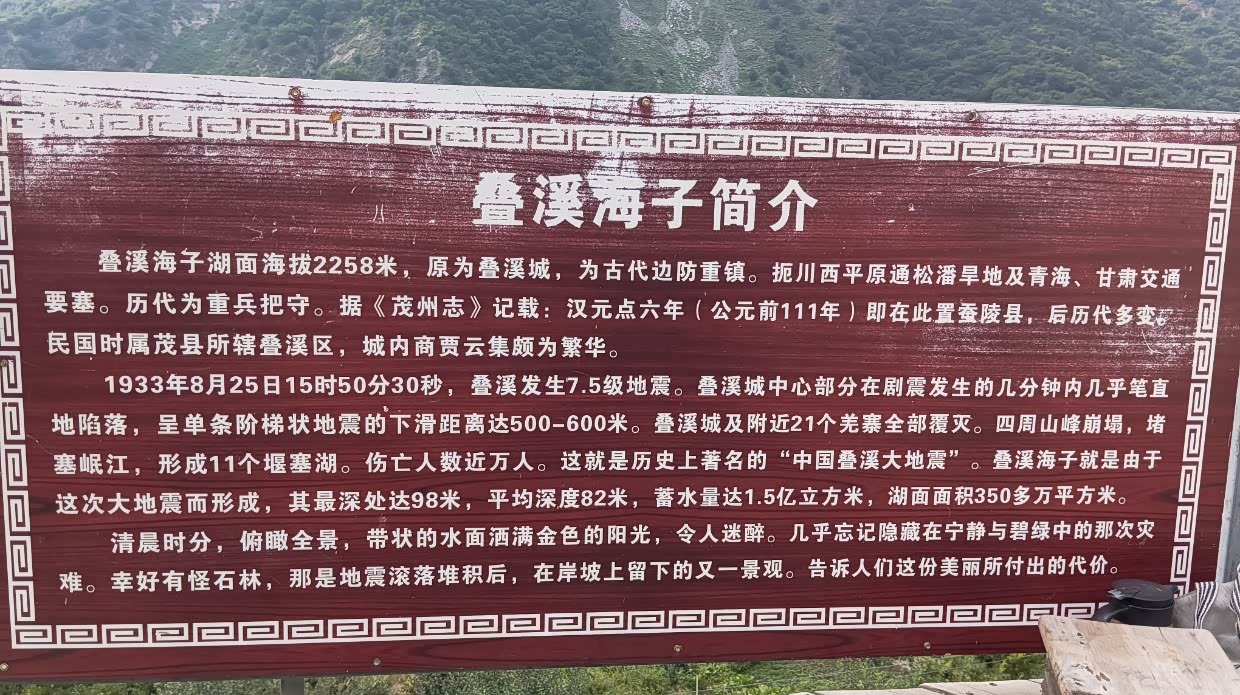 叠溪海子简介
叠溪海子湖面海拔2258米，原为叠溪城，为古代边防重镇。扼川西平原通松潘旱地及青海、甘肃交通
要塞。历代为重兵把守。据《茂州志》记载：汉元点六年（公元前111年）即在此置蚕陵县，后历代多变。
民国时属茂县所辖叠溪区，城内商贾云集颇为繁华。
1933年8月25日15时50分30秒，叠溪发生7.5级地震。叠溪城中心部分在剧震发生的几分钟内几乎笔直
地陷落，呈单条阶梯状地震的下滑距离达500-600米。叠溪城及附近21个羌寨全部覆灭。四周山峰崩塌，堵
塞岷江，形成11个堰塞湖。伤亡人数近万人。这就是历史上著名的“中国叠溪大地震”。叠溪海子就是由于
这次大地震而形成，其最深处达98米，平均深度82米，蓄水量达1.5亿立方米，湖面面积350多万平方米。
清晨时分，俯瞰全景，带状的水面洒满金色的阳光，令人迷醉。几乎忘记隐藏在宁静与碧绿中的那次灾
难。幸好有怪石林，那是地震滚落堆积后，在岸坡上留下的又一景观。告诉人们这份美丽所付出的代价。